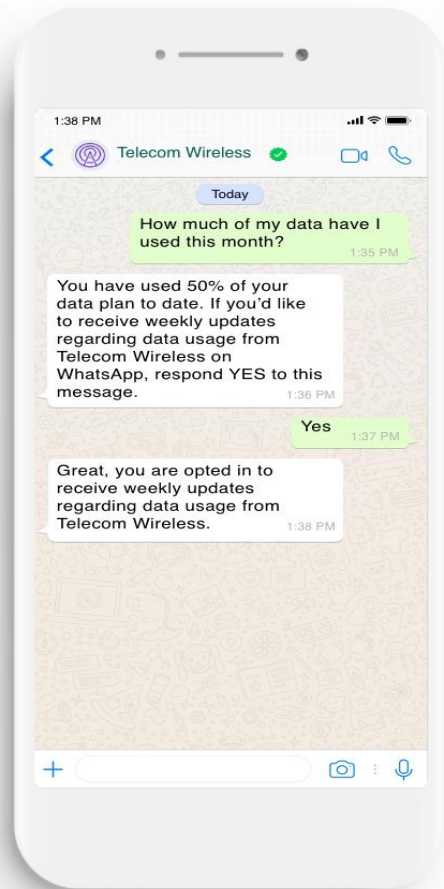 1:38 PM
Telecom Wireless
Today
How much of my data have I
used this month?
1:35 PM
You have used 50% of your
data plan to date. If you’d like
to receive weekly updates
regarding data usage from
Telecom Wireless on
WhatsApp, respond YES to this
message.
1:36 PM
Yes
1:37 PM
Great, you are opted in to
receive weekly updates
regarding data usage from
Telecom Wireless.
1:38 PM